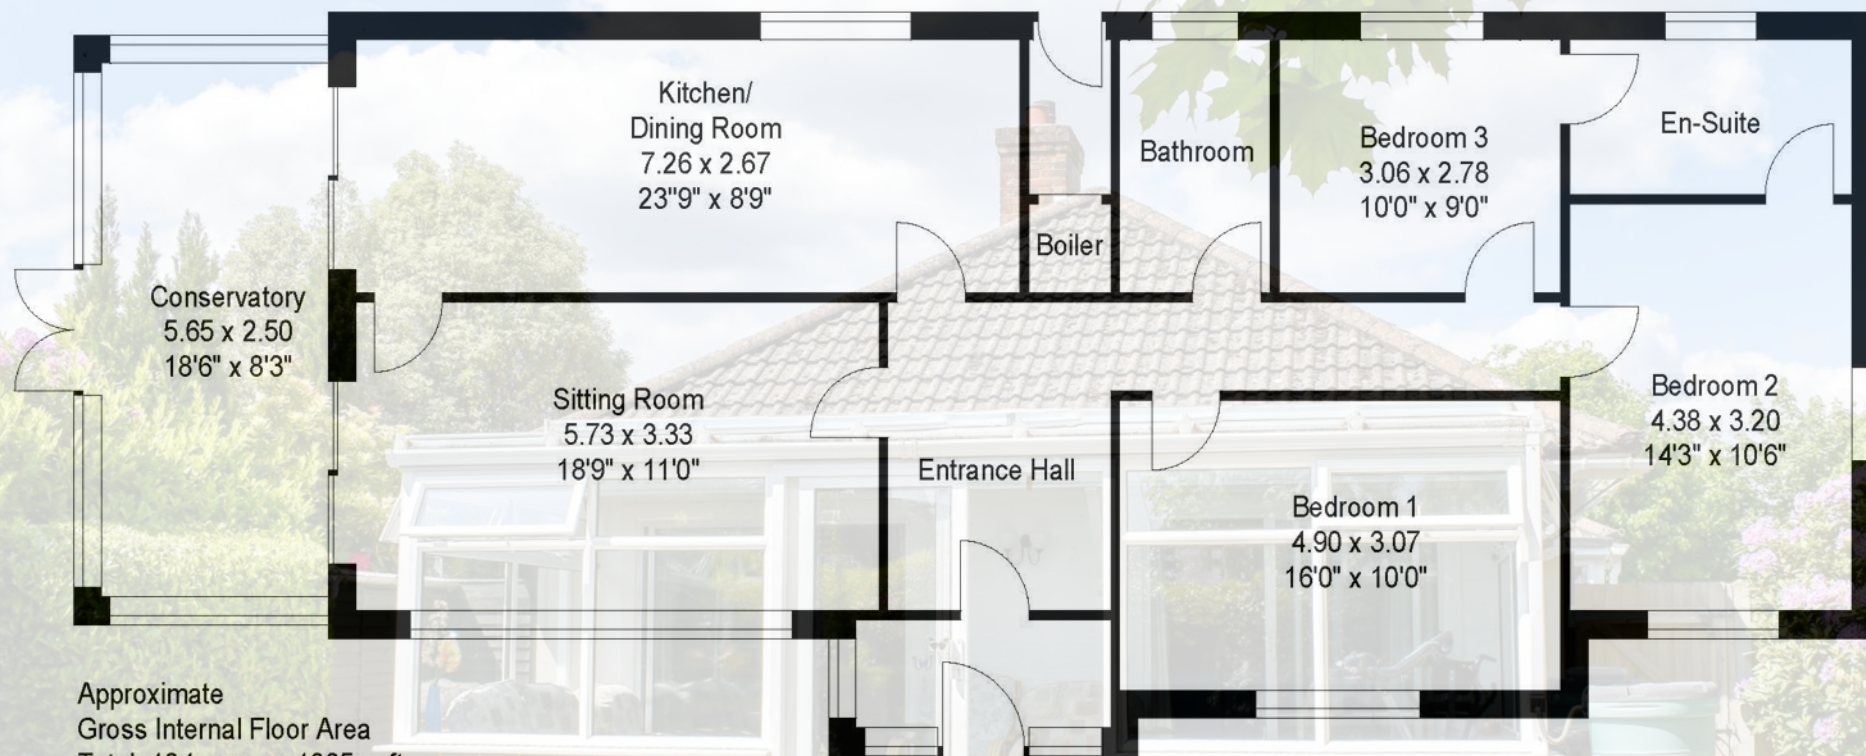 Kitchen/
Dining Room
7.26 x 2.67
23"9" x 8'9"
Bathroom
Bedroom 3
3.06 x 2.78
10'0" x 9'0"
En-Suite
Boiler
Conservatory
5.65 x 2.50
18'6" x 8'3"
Sitting Room
5.73 x 3.33
18'9" x 11'0"
Entrance Hall
Bedroom 2
4.38 x 3.20
14'3" x 10'6"
Bedroom 1
4.90 x 3.07
16'0" x 10'0"
Approximate
Gross Internal Floor Area